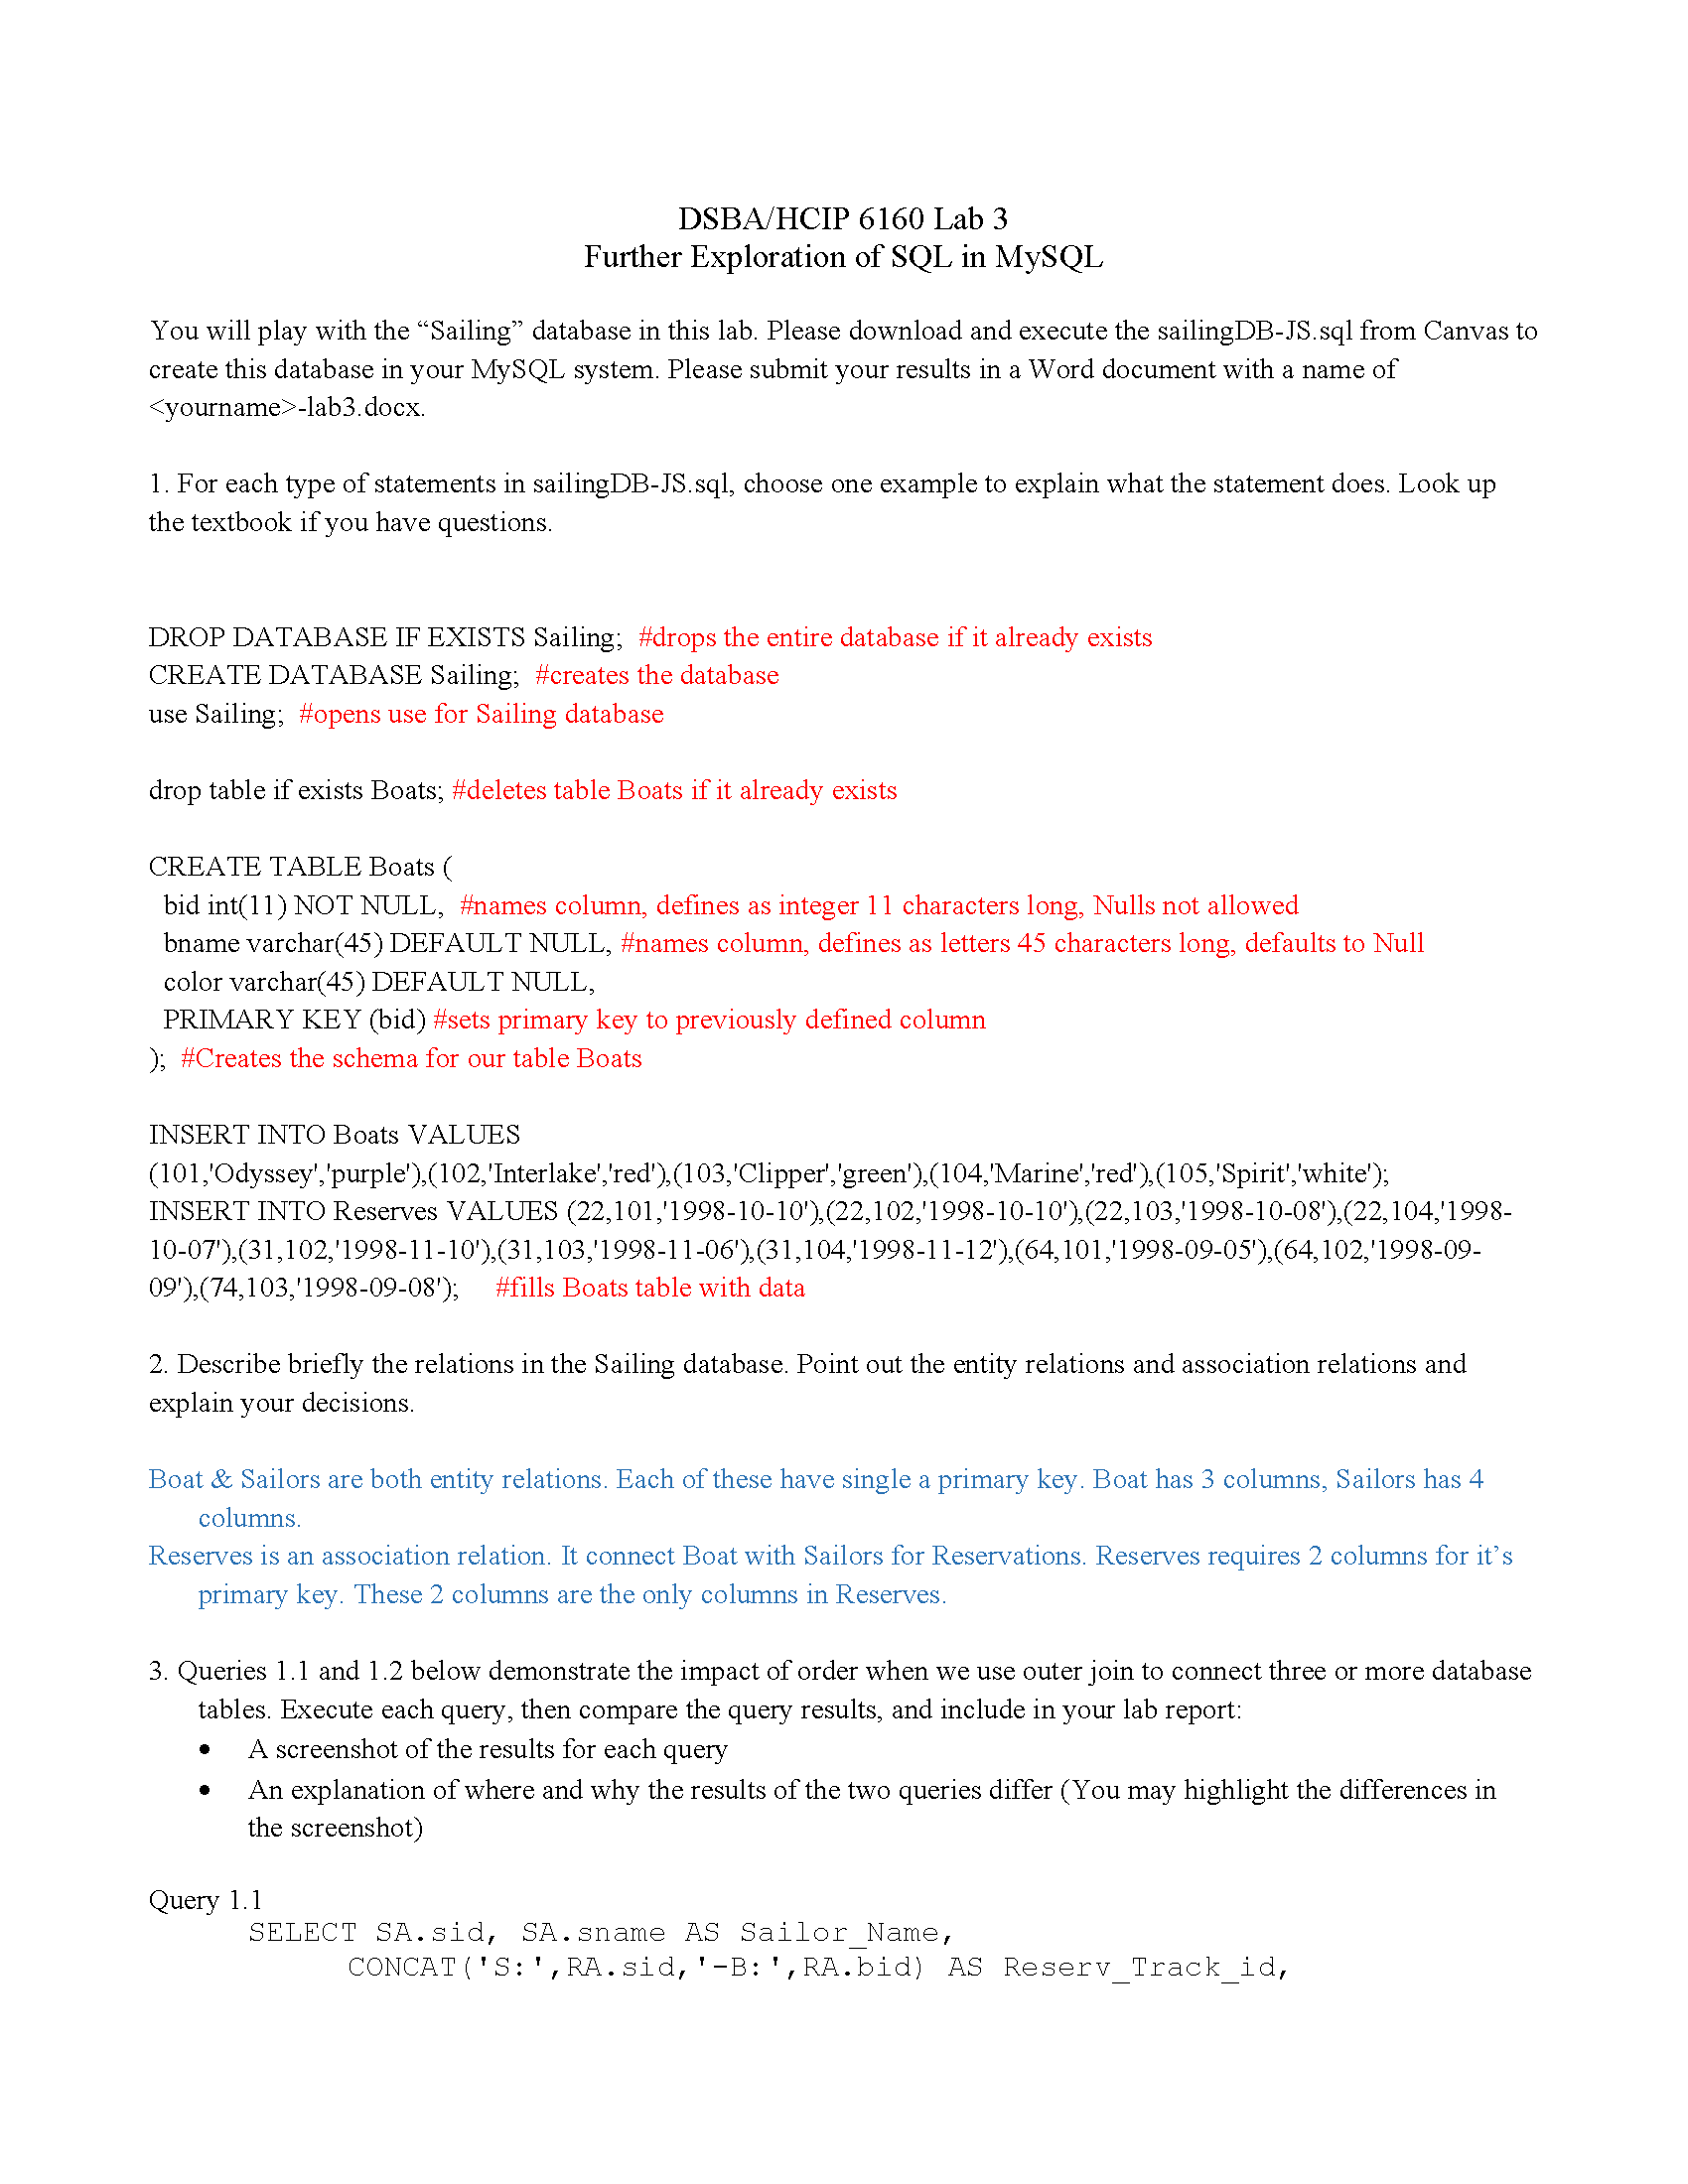 DSBA/HCIP 6160 Lab 3
Further Exploration of SQL in MySQL
You will play with the “Sailing” database in this lab. Please download and execute the sailingDB-JS.sql from Canvas to
create this database in your MySQL system. Please submit your results in a Word document with a name of
<yourname>-lab3.docx.
1. For each type of statements in sailingDB-JS.sql, choose one example to explain what the statement does. Look up
the textbook if you have questions.
DROP DATABASE IF EXISTS Sailing;  #drops the entire database if it already exists
CREATE DATABASE Sailing;  #creates the database
use Sailing;  #opens use for Sailing database
drop table if exists Boats; #deletes table Boats if it already exists
CREATE TABLE Boats (
  bid int(11) NOT NULL,  #names column, defines as integer 11 characters long, Nulls not allowed
  bname varchar(45) DEFAULT NULL, #names column, defines as letters 45 characters long, defaults to Null
  color varchar(45) DEFAULT NULL,
  PRIMARY KEY (bid) #sets primary key to previously defined column
);  #Creates the schema for our table Boats
INSERT INTO Boats VALUES
(101,'Odyssey','purple'),(102,'Interlake','red'),(103,'Clipper','green'),(104,'Marine','red'),(105,'Spirit','white');
INSERT INTO Reserves VALUES (22,101,'1998-10-10'),(22,102,'1998-10-10'),(22,103,'1998-10-08'),(22,104,'1998-
10-07'),(31,102,'1998-11-10'),(31,103,'1998-11-06'),(31,104,'1998-11-12'),(64,101,'1998-09-05'),(64,102,'1998-09-
09'),(74,103,'1998-09-08');     #fills Boats table with data
2. Describe briefly the relations in the Sailing database. Point out the entity relations and association relations and
explain your decisions.
Boat & Sailors are both entity relations. Each of these have single a primary key. Boat has 3 columns, Sailors has 4
columns.
Reserves is an association relation. It connect Boat with Sailors for Reservations. Reserves requires 2 columns for it’s
primary key. These 2 columns are the only columns in Reserves.
3. Queries 1.1 and 1.2 below demonstrate the impact of order when we use outer join to connect three or more database
tables. Execute each query, then compare the query results, and include in your lab report:
• A screenshot of the results for each query
• An explanation of where and why the results of the two queries differ (You may highlight the differences in
the screenshot)
Query 1.1
SELECT SA.sid, SA.sname AS Sailor_Name,
CONCAT('S:',RA.sid,'-B:',RA.bid) AS Reserv_Track_id,